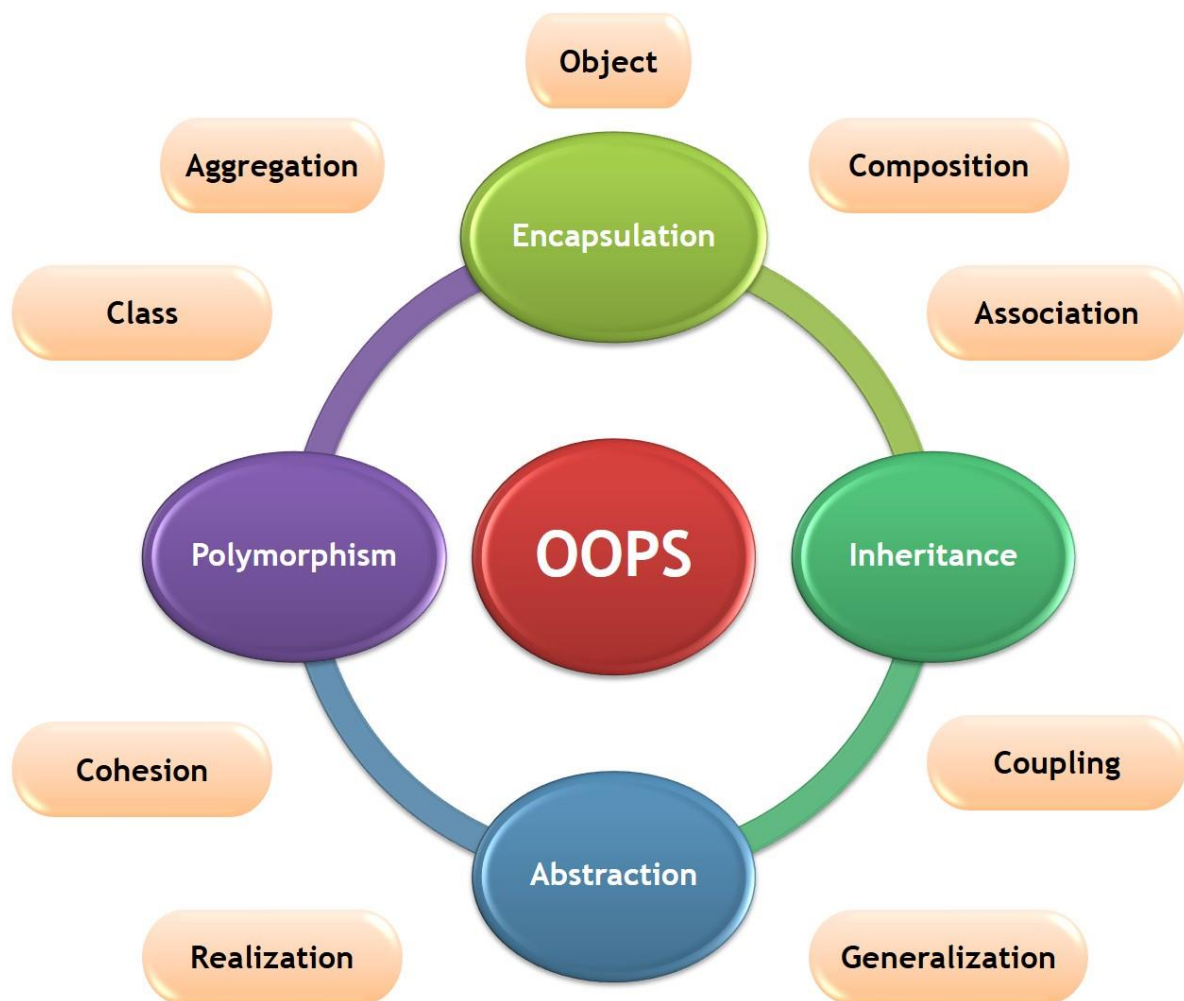 Object
Aggregation
Composition
Encapsulation
Class
Association
Polymorphism
OOPS
Inheritance
Cohesion
Coupling
Abstraction
Realization
Generalization